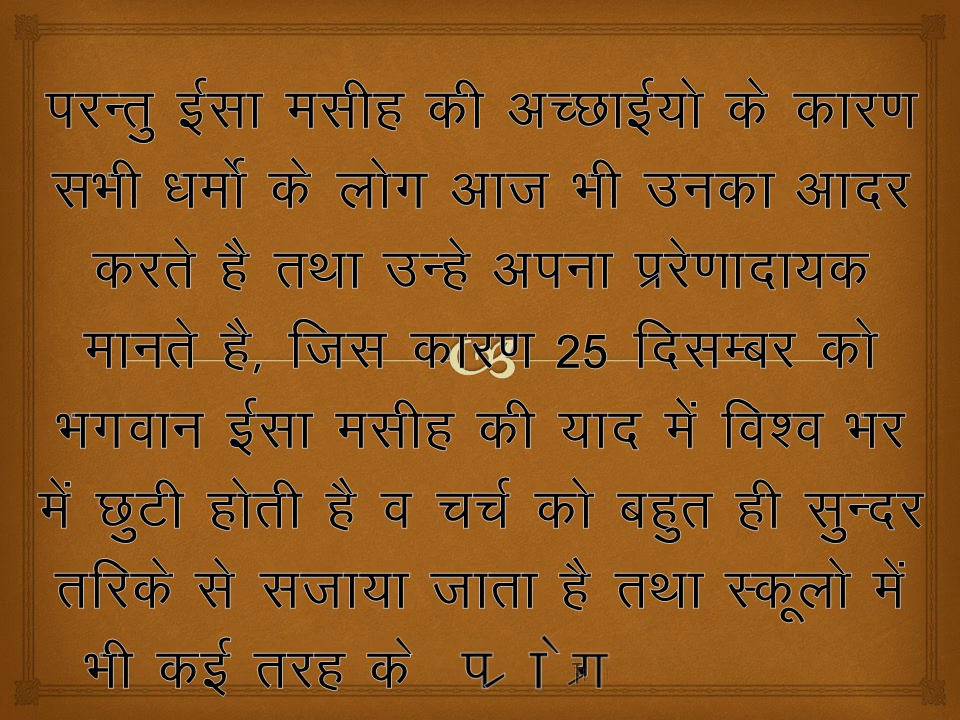 परन्तु ईसा मसीह की अच्छाईयो के कारण
सभी धर्मो के लोग आज भी उनका आदर
करते है तथा उन्हे अपना प्ररेणादायक
मानते है, जिस कारण 25 दिसम्बर को
भगवान ईसा मसीह की याद में विश्व भर
में छुटी होती है व चर्च को बहुत ही सुन्दर
तरिके से सजाया जाता है तथा स्कूलो में
भी कई तरह के